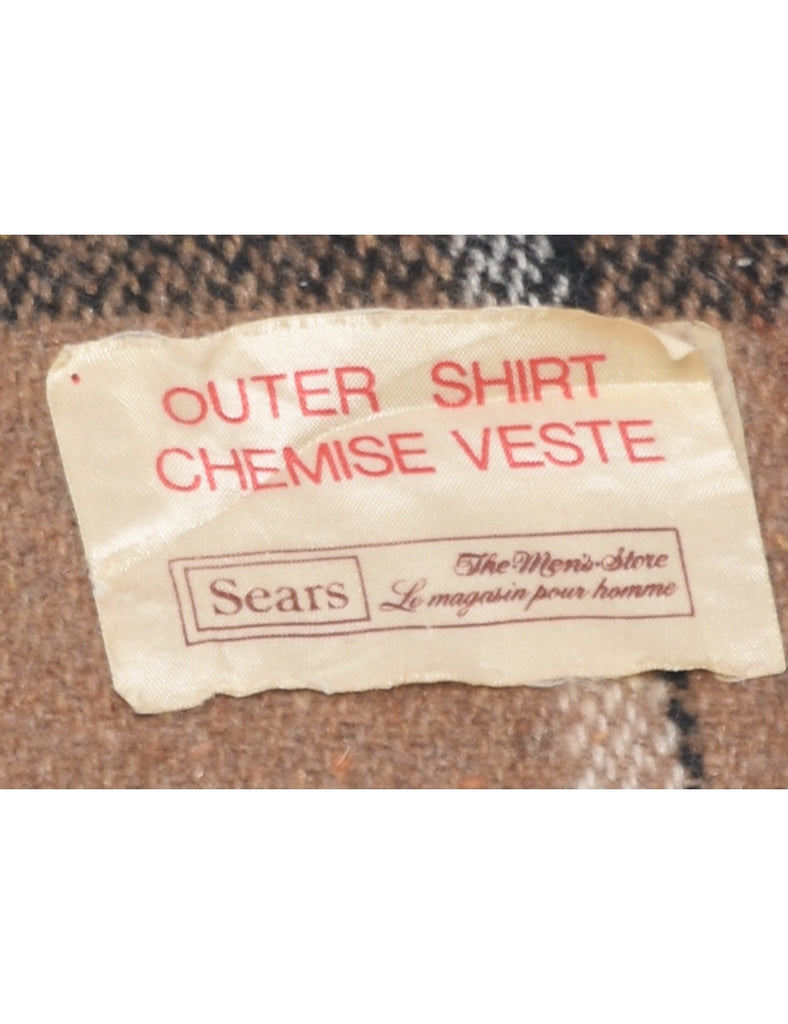 OUTER SHIRT
CHEMISE VESTE
Sears
The Men's Store
Le magasin pour homme